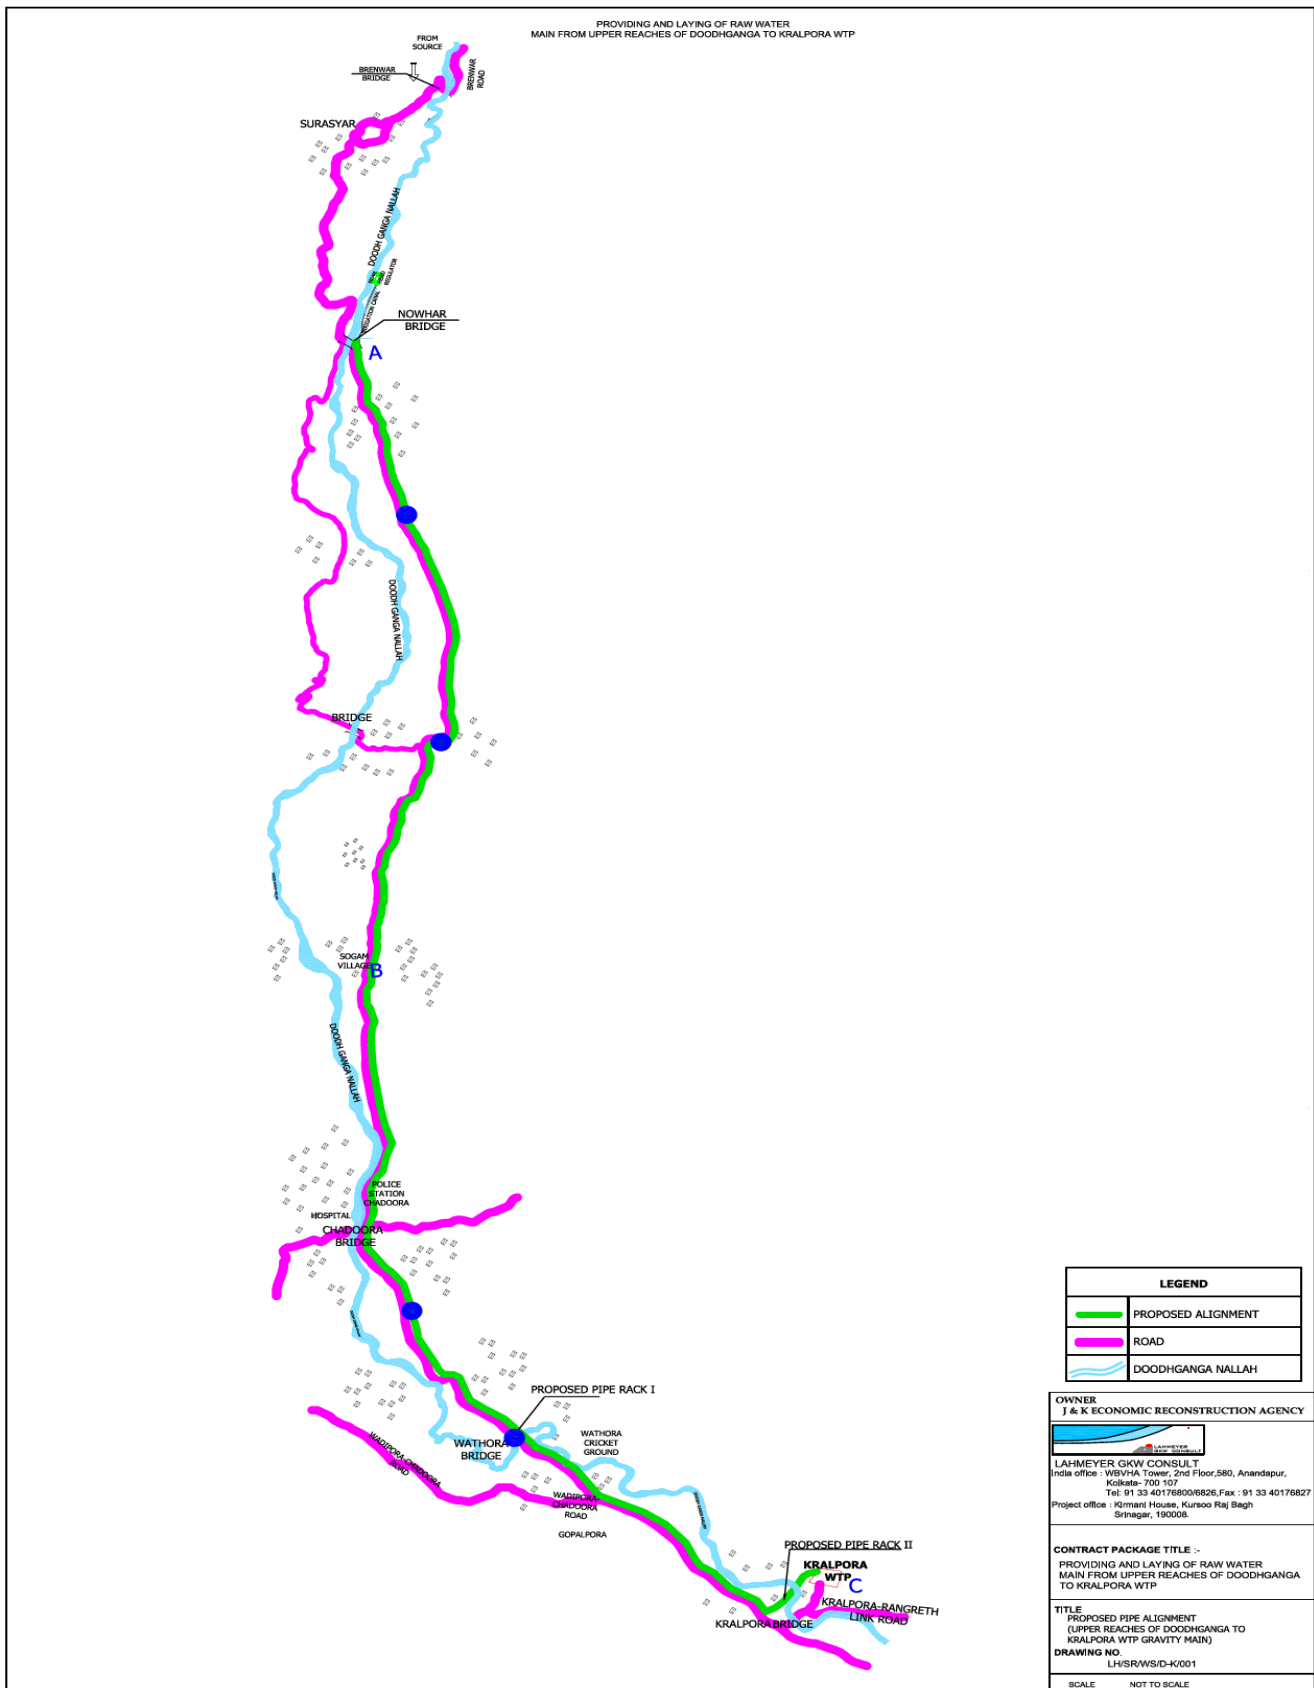 PROVIDING AND LAYING OF RAW WATER
MAIN FROM UPPER REACHES OF DOODHGANGA TO KRALPORA WTP
FROM
SOURCE
BRENWAR
BRIDGE
BRENWAR
ROAD
SURASYAR
DOODH GANGA NALLAH
REGULATOR
IRRIGATION CANAL
NOWHAR
BRIDGE
A
DOODH GANGA NALLAH
BRIDGE
SOGAM
VILLAGE
B
DOODH GANGA NALLAH
POLICE
STATION
CHADOORA
HOSPITAL
CHADOORA
BRIDGE
PROPOSED PIPE RACK I
WATHORA
BRIDGE
WATHORA
CRICKET
GROUND
WADIPORA-CHADOORA
ROAD
WADIPORA-
CHADOORA
ROAD
GOPALPORA
PROPOSED PIPE RACK II
KRALPORA
WTP
C
KRALPORA-RANGRETH
LINK ROAD
KRALPORA BRIDGE
LEGEND
PROPOSED ALIGNMENT
ROAD
DOODHGANGA NALLAH
OWNER
J & K ECONOMIC RECONSTRUCTION AGENCY
LAHMEYER
GKW CONSULT
LAHMEYER GKW CONSULT
India office : WBVHA Tower, 2nd Floor,580, Anandapur,
Kolkata- 700 107
Tel: 91 33 40176800/6826,Fax : 91 33 40176827
Project office : Kirmani House, Kursoo Raj Bagh
Srinagar, 190008.
CONTRACT PACKAGE TITLE :-
PROVIDING AND LAYING OF RAW WATER
MAIN FROM UPPER REACHES OF DOODHGANGA
TO KRALPORA WTP
TITLE
PROPOSED PIPE ALIGNMENT
(UPPER REACHES OF DOODHGANGA TO
KRALPORA WTP GRAVITY MAIN)
DRAWING NO.
LH/SR/WS/D-K/001
SCALE NOT TO SCALE